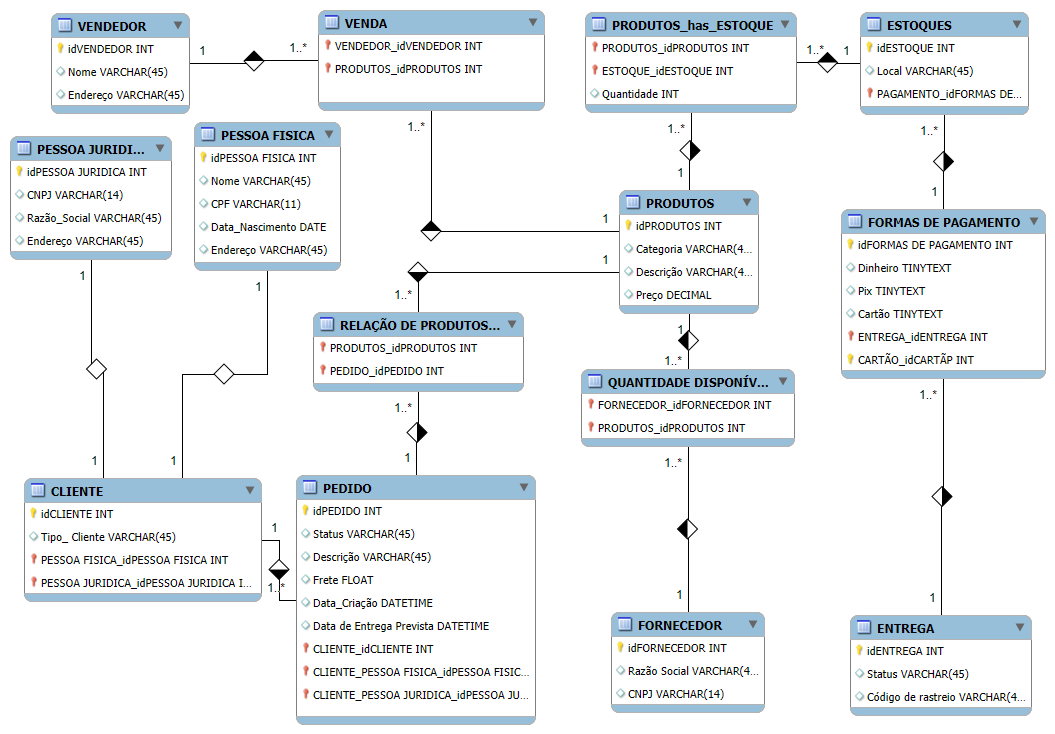 VENDEDOR
idVENDEDOR INT
Nome VARCHAR(45)
Endereço VARCHAR(45)
1
1..*
VENDA
VENDEDOR_idVENDEDOR INT
PRODUTOS_idPRODUTOS INT
1..*
1
PRODUTOS_has_ESTOQUE
PRODUTOS_idPRODUTOS INT
ESTOQUE_idESTOQUE INT
Quantidade INT
1..*
1
1..*
1
ESTOQUES
idESTOQUE INT
Local VARCHAR(45)
PAGAMENTO_idFORMAS DE...
1..*
1
PESSOA JURIDI...
idPESSOA JURIDICA INT
CNPJ VARCHAR(14)
Razão_Social VARCHAR(45)
Endereço VARCHAR(45)
1
1
PESSOA FISICA
idPESSOA FISICA INT
Nome VARCHAR(45)
CPF VARCHAR(11)
Data_Nascimento DATE
Endereço VARCHAR(45)
1
1
PRODUTOS
idPRODUTOS INT
Categoria VARCHAR(4...
Descrição VARCHAR(4...
Preço DECIMAL
1
1..*
1
1..*
FORMAS DE PAGAMENTO
idFORMAS DE PAGAMENTO INT
Dinheiro TINYTEXT
Pix TINYTEXT
Cartão TINYTEXT
ENTREGA_idENTREGA INT
CARTÃO_idCARTÃP INT
1..*
1
RELAÇÃO DE PRODUTOS...
PRODUTOS_idPRODUTOS INT
PEDIDO_idPEDIDO INT
1..*
1
QUANTIDADE DISPONÍV...
FORNECEDOR_idFORNECEDOR INT
PRODUTOS_idPRODUTOS INT
1..*
1
CLIENTE
idCLIENTE INT
Tipo_ Cliente VARCHAR(45)
PESSOA FISICA_idPESSOA FISICA INT
PESSOA JURIDICA_idPESSOA JURIDICA I...
1
1..*
PEDIDO
idPEDIDO INT
Status VARCHAR(45)
Descrição VARCHAR(45)
Frete FLOAT
Data_Criação DATETIME
Data de Entrega Prevista DATETIME
CLIENTE_idCLIENTE INT
CLIENTE_PESSOA FISICA_idPESSOA FISIC...
CLIENTE_PESSOA JURIDICA_idPESSOA JU...
FORNECEDOR
idFORNECEDOR INT
Razão Social VARCHAR(4...
CNPJ VARCHAR(14)
ENTREGA
idENTREGA INT
Status VARCHAR(45)
Código de rastreio VARCHAR(4...